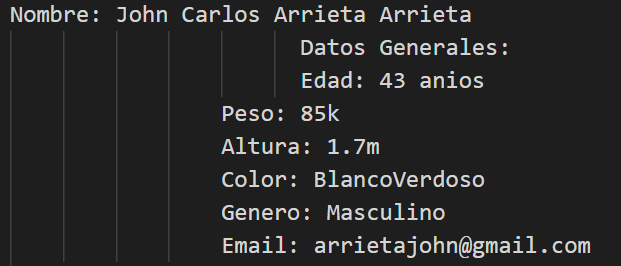 Nombre: John Carlos Arrieta Arrieta
Datos Generales:
Edad: 43 anios
Peso: 85k
Altura: 1.7m
Color: BlancoVerdoso
Genero: Masculino
Email: arrietajohn@gmail.com